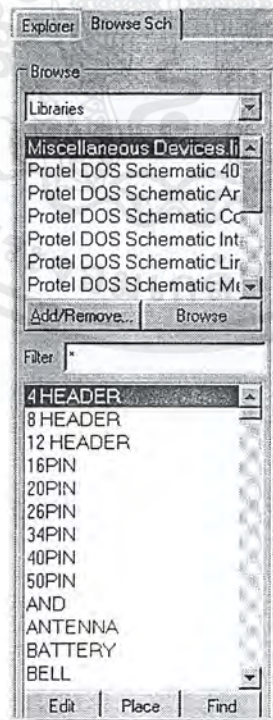 Explorer Browse Sch
Browse
Libraries
Miscellaneous Devices.li
Protel DOS Schematic 40
Protel DOS Schematic Ar
Protel DOS Schematic Cc
Protel DOS Schematic Int
Protel DOS Schematic Lir
Protel DOS Schematic Me
Add/Remove... Browse
Filter *
4 HEADER
8 HEADER
12 HEADER
16PIN
20PIN
26PIN
34PIN
40PIN
50PIN
AND
ANTENNA
BATTERY
BELL
Edit Place Find